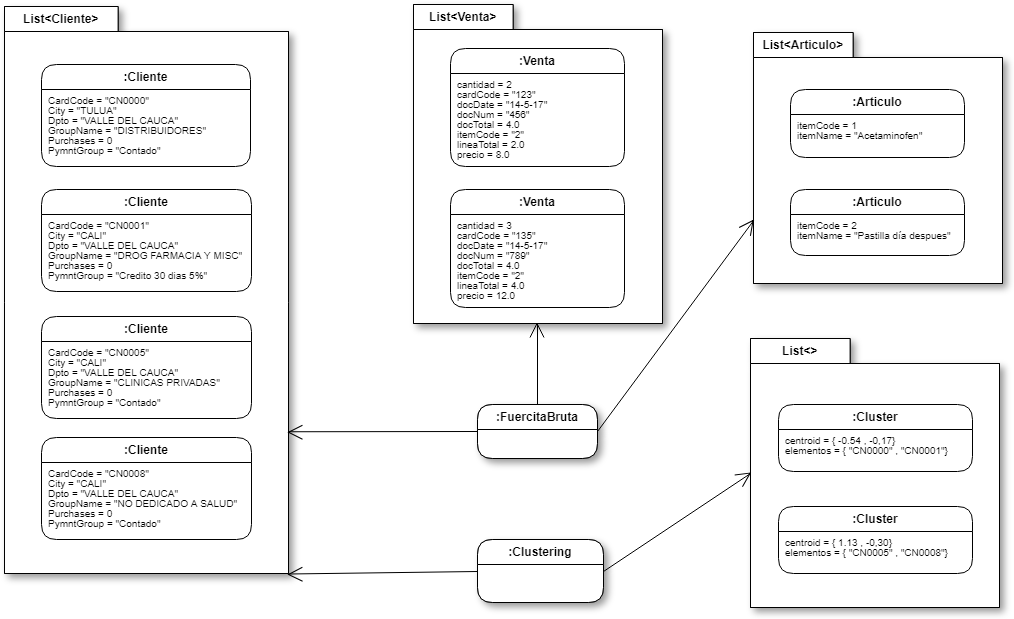 List<Cliente>
:Cliente
CardCode = "CN0000"
City = "TULUA"
Dpto = "VALLE DEL CAUCA"
GroupName = "DISTRIBUIDORES"
Purchases = 0
PymntGroup = "Contado"
:Cliente
CardCode = "CN0001"
City = "CALI"
Dpto = "VALLE DEL CAUCA"
GroupName = "DROG FARMACIA Y MISC"
Purchases = 0
PymntGroup = "Credito 30 dias 5%"
:Cliente
CardCode = "CN0005"
City = "CALI"
Dpto = "VALLE DEL CAUCA"
GroupName = "CLINICAS PRIVADAS"
Purchases = 0
PymntGroup = "Contado"
:Cliente
CardCode = "CN0008"
City = "CALI"
Dpto = "VALLE DEL CAUCA"
GroupName = "NO DEDICADO A SALUD"
Purchases = 0
PymntGroup = "Contado"
List<Venta>
:Venta
cantidad = 2
cardCode = "123"
docDate = "14-5-17"
docNum = "456"
docTotal = 4.0
itemCode = "2"
lineaTotal = 2.0
precio = 8.0
:Venta
cantidad = 3
cardCode = "135"
docDate = "14-5-17"
docNum = "789"
docTotal = 4.0
itemCode = "2"
lineaTotal = 4.0
precio = 12.0
List<Articulo>
:Articulo
itemCode = 1
itemName = "Acetaminofen"
:Articulo
itemCode = 2
itemName = "Pastilla día despues"
:FuercitaBruta
:Clustering
List<>
:Cluster
centroid = { -0.54 , -0,17}
elementos = { "CN0000" , "CN0001"}
:Cluster
centroid = { 1.13 , -0,30}
elementos = { "CN0005" , "CN0008"}